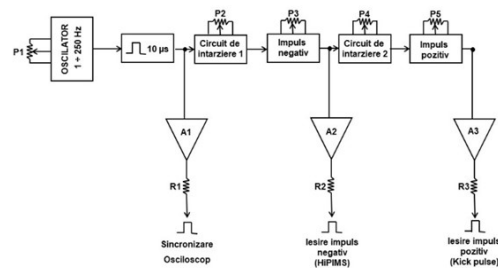 P1
OSCILATOR
1 ÷ 250 Hz
10 µs
P2
Circuit de
intarziere 1
P3
Impuls
negativ
P4
Circuit de
intarziere 2
P5
Impuls
pozitiv
A1
A2
A3
R1
R2
R3
Sincronizare
Osciloscop
Iesire impuls
negativ
(HiPIMS)
Iesire impuls
pozitiv
(Kick pulse)